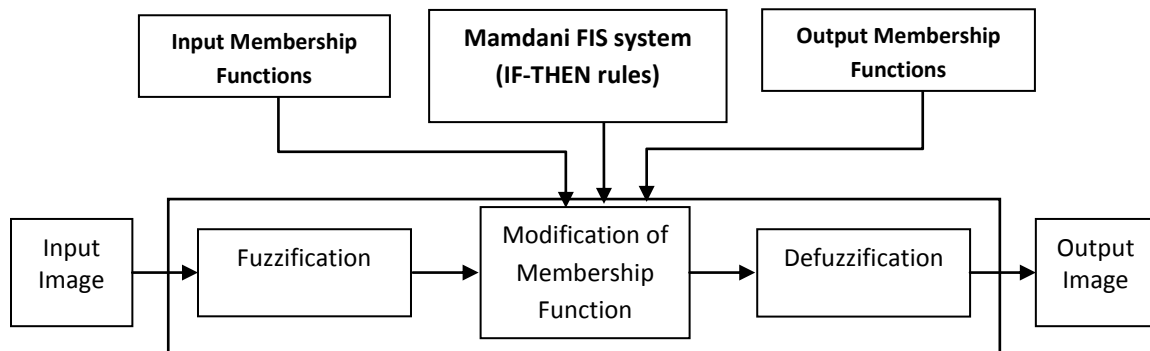 Input Membership
Functions
Mamdani FIS system
(IF-THEN rules)
Output Membership
Functions
Input
Image
Fuzzification
Modification of
Membership
Function
Defuzzification
Output
Image